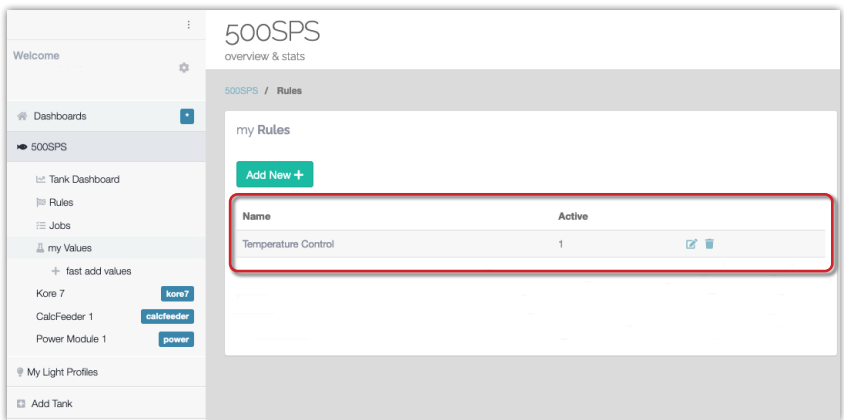 Welcome
Dashboards *
500SPS
Tank Dashboard
Rules
Jobs
my Values
+ fast add values
Kore 7 kore7
CalcFeeder 1 calcfeeder
Power Module 1 power
My Light Profiles
Add Tank
500SPS
overview & stats
500SPS / Rules
my Rules
Add New +
Name Active
Temperature Control 1